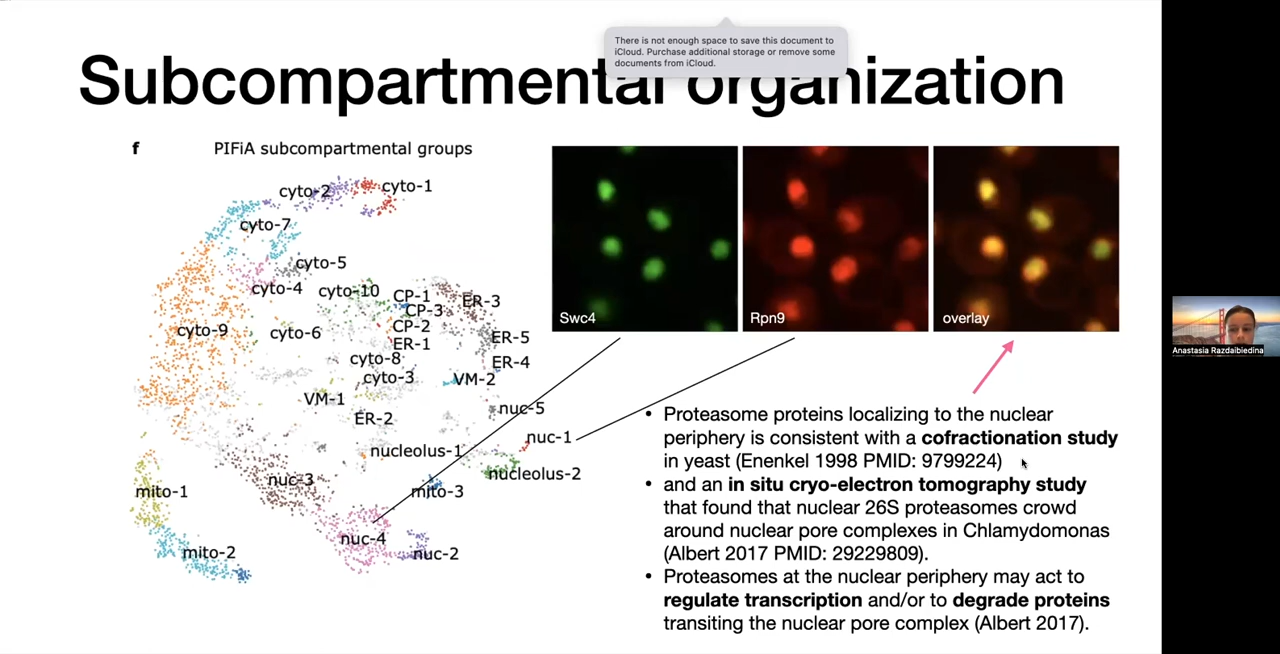 There is not enough space to save this document to
iCloud. Purchase additional storage or remove some
documents from iCloud.
Subcompartmental organization
f PIFiA subcompartmental groups
cyto-2
cyto-1
cyto-7
cyto-5
cyto-4
cyto-10
CP-1
ER-3
CP-3
cyto-9
cyto-6
CP-2
ER-1
ER-5
cyto-8
ER-4
cyto-3
VM-2
VM-1
ER-2
nuc-5
nuc-1
nucleolus-1
nucleolus-2
nuc-3
mito-1
mito-3
nuc-4
mito-2
nuc-2
Swc4
Rpn9
overlay
• Proteasome proteins localizing to the nuclear
periphery is consistent with a cofractionation study
in yeast (Enenkel 1998 PMID: 9799224)
• and an in situ cryo-electron tomography study
that found that nuclear 26S proteasomes crowd
around nuclear pore complexes in Chlamydomonas
(Albert 2017 PMID: 29229809).
• Proteasomes at the nuclear periphery may act to
regulate transcription and/or to degrade proteins
transiting the nuclear pore complex (Albert 2017).
Anastasia Razdaibiedina